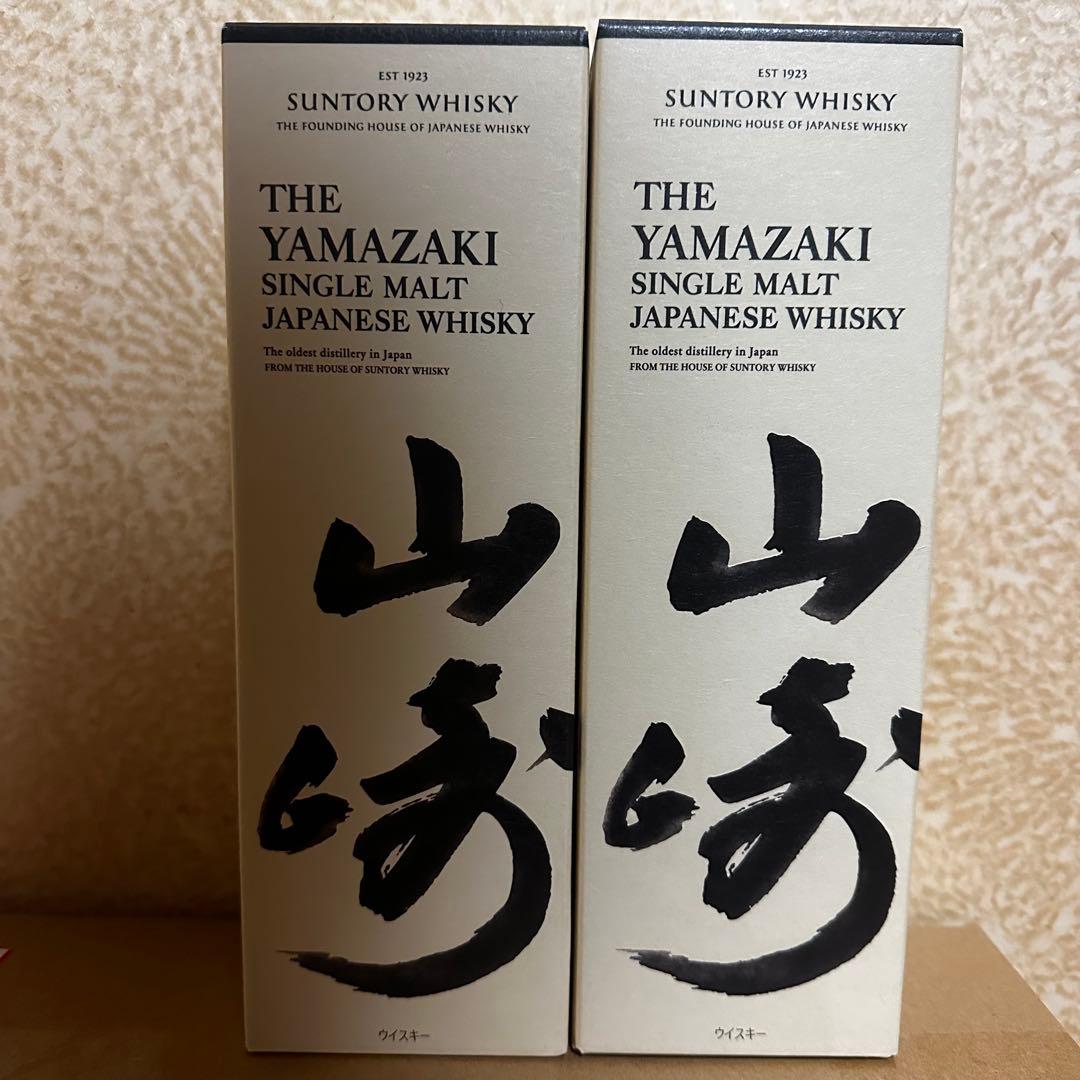 EST 1923
SUNTORY WHISKY
THE FOUNDING HOUSE OF JAPANESE WHISKY
THE
YAMAZAKI
SINGLE MALT
JAPANESE WHISKY
The oldest distillery in Japan
FROM THE HOUSE OF SUNTORY WHISKY
山
崎
ウイスキー
EST 1923
SUNTORY WHISKY
THE FOUNDING HOUSE OF JAPANESE WHISKY
THE
YAMAZAKI
SINGLE MALT
JAPANESE WHISKY
The oldest distillery in Japan
FROM THE HOUSE OF SUNTORY WHISKY
山
崎
ウイスキー